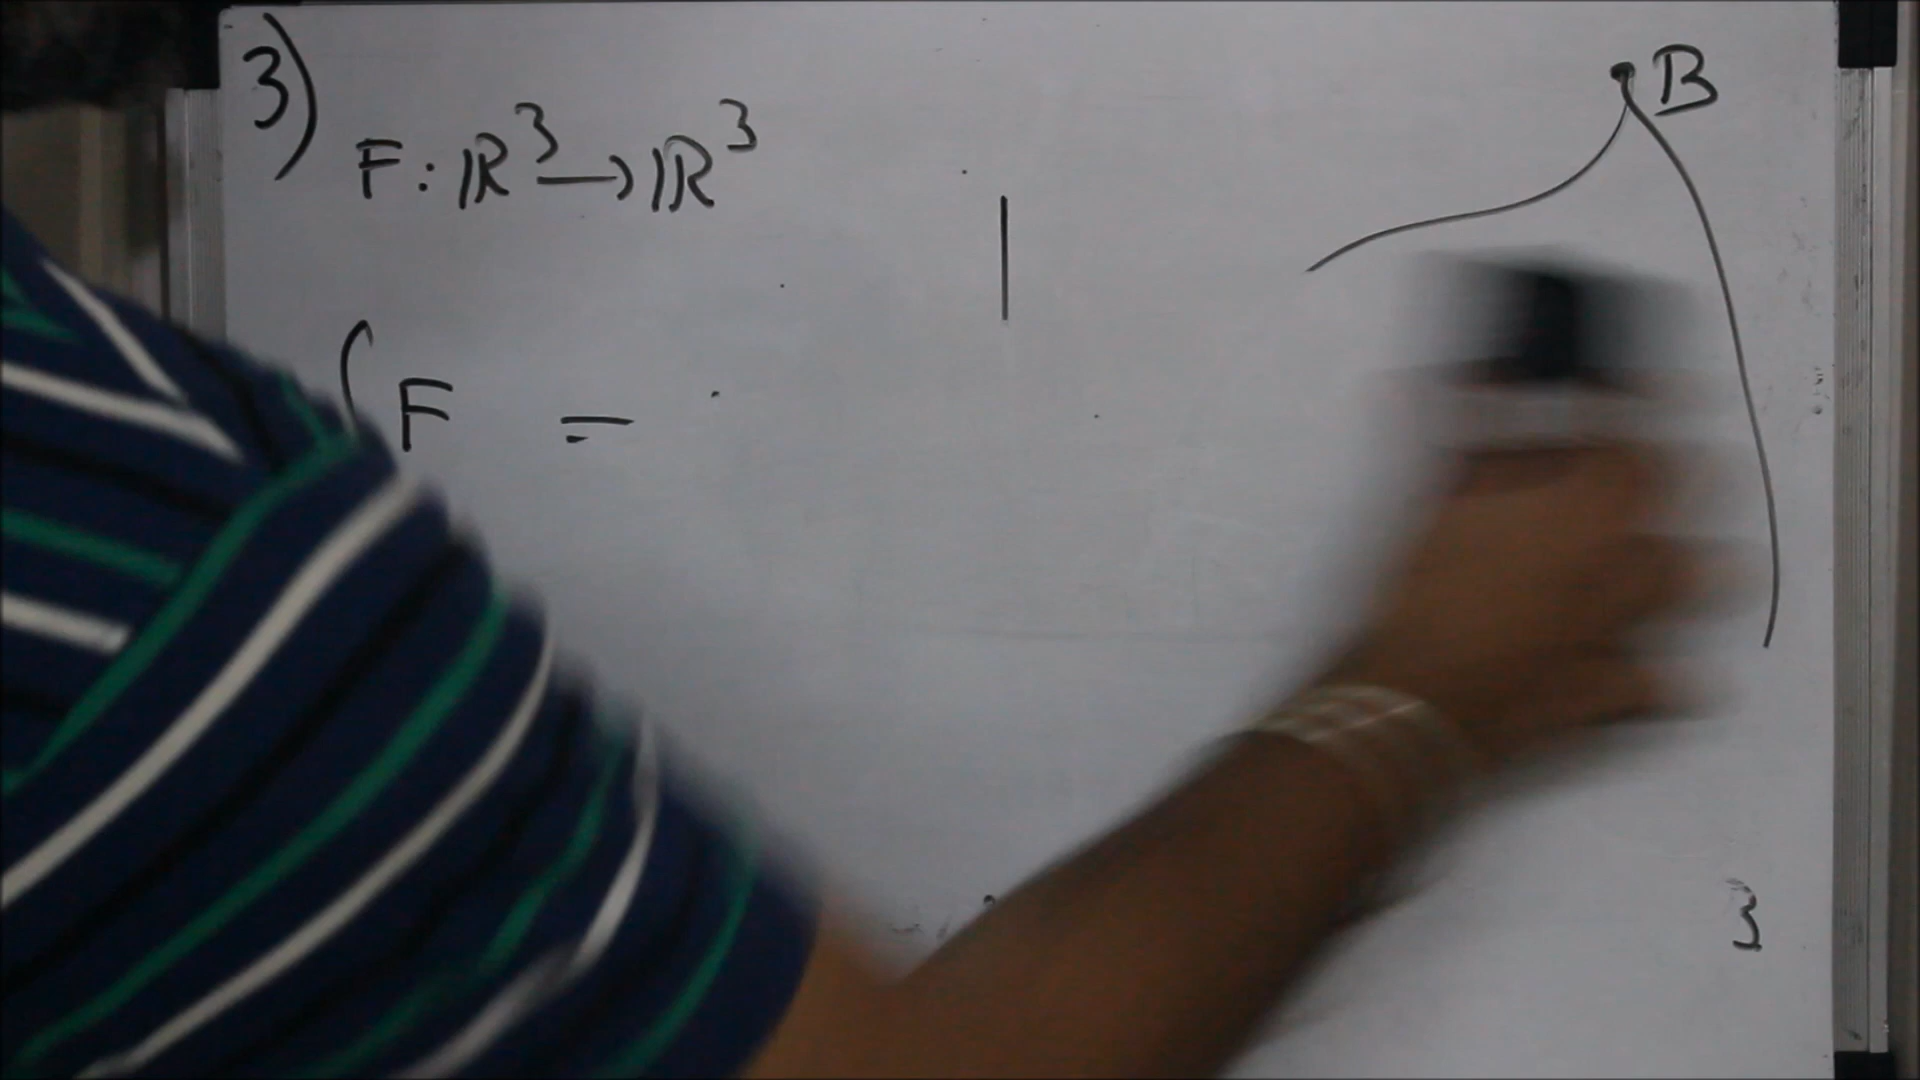 3)
F: ℝ³ → ℝ³
B
∫ F =
3